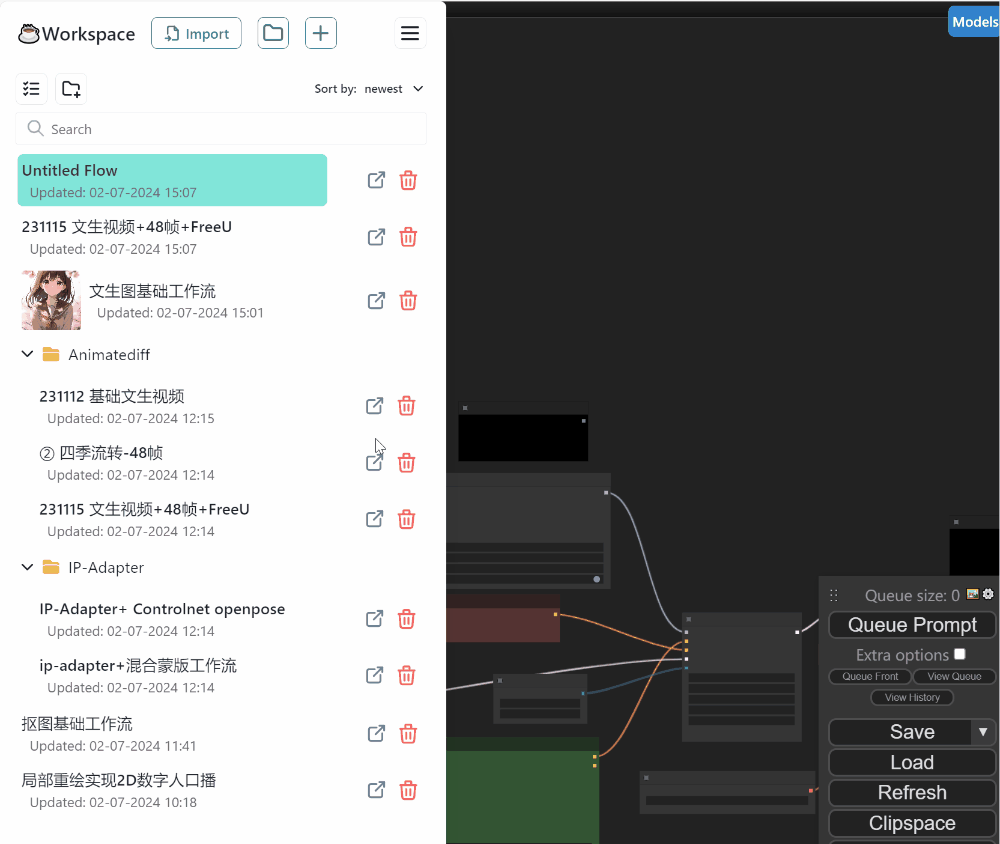 Workspace
Import
Models
Sort by: newest
Search
Untitled Flow
Updated: 02-07-2024 15:07
231115 文生视频+48帧+FreeU
Updated: 02-07-2024 15:07
文生图基础工作流
Updated: 02-07-2024 15:01
Animatediff
231112 基础文生视频
Updated: 02-07-2024 12:15
② 四季流转-48帧
Updated: 02-07-2024 12:14
231115 文生视频+48帧+FreeU
Updated: 02-07-2024 12:14
IP-Adapter
IP-Adapter+ Controlnet openpose
Updated: 02-07-2024 12:14
ip-adapter+混合蒙版工作流
Updated: 02-07-2024 12:14
抠图基础工作流
Updated: 02-07-2024 11:41
局部重绘实现2D数字人口播
Updated: 02-07-2024 10:18
Queue size: 0
Queue Prompt
Extra options
Queue Front
View Queue
View History
Save
Load
Refresh
Clipspace